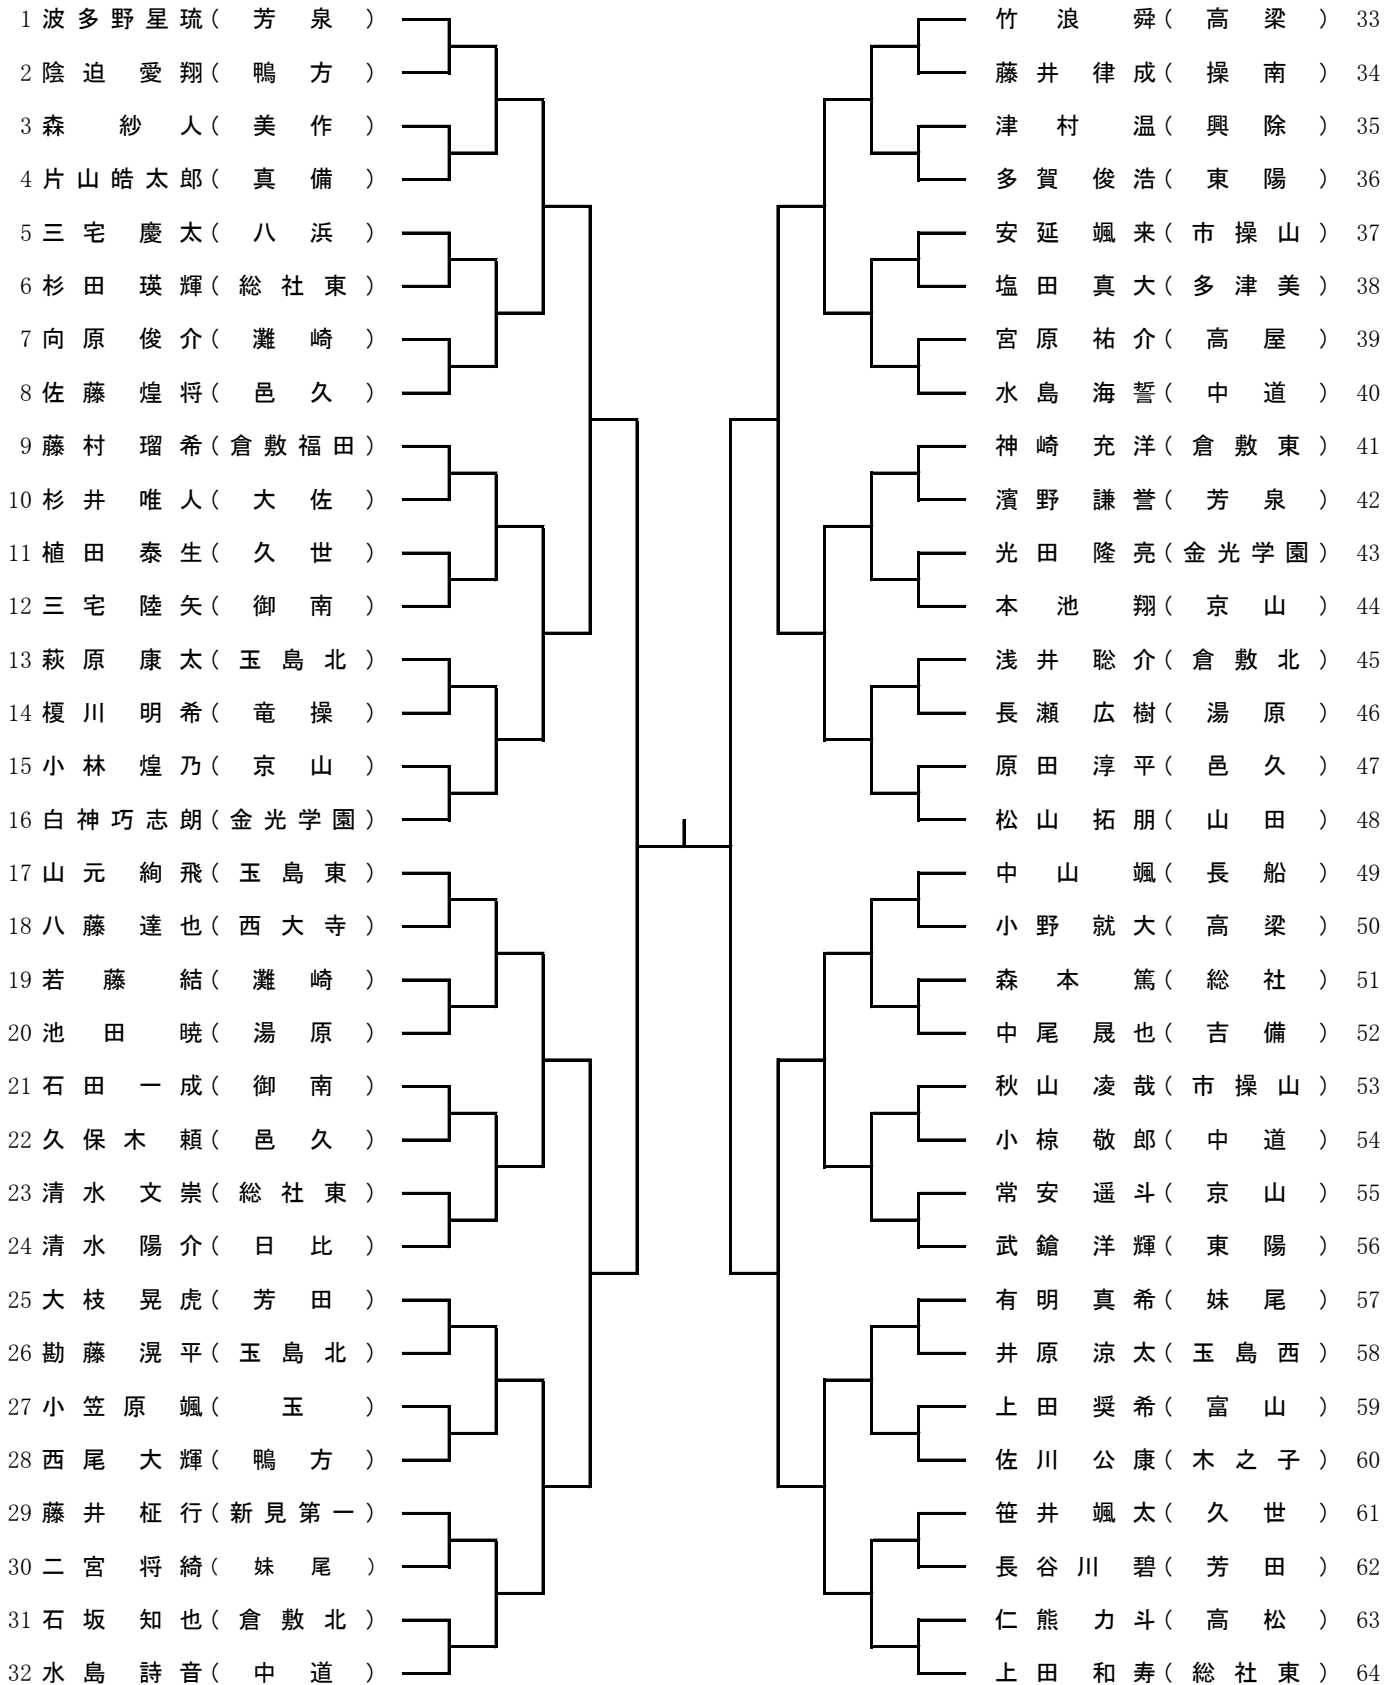 1 波多野星琉(芳泉)
2 陰迫愛翔(鴨方)
3 森紗人(美作)
4 片山皓太郎(真備)
5 三宅慶太(八浜)
6 杉田瑛輝(総社東)
7 向原俊介(灘崎)
8 佐藤煌将(邑久)
9 藤村瑠希(倉敷福田)
10 杉井唯人(大佐)
11 植田泰生(久世)
12 三宅陸矢(御南)
13 萩原康太(玉島北)
14 榎川明希(竜操)
15 小林煌乃(京山)
16 白神巧志朗(金光学園)
17 山元絢飛(玉島東)
18 八藤達也(西大寺)
19 若藤結(灘崎)
20 池田暁(湯原)
21 石田一成(御南)
22 久保木頼(邑久)
23 清水文崇(総社東)
24 清水陽介(日比)
25 大枝晃虎(芳田)
26 勘藤滉平(玉島北)
27 小笠原颯(玉)
28 西尾大輝(鴨方)
29 藤井柾行(新見第一)
30 二宮将綺(妹尾)
31 石坂知也(倉敷北)
32 水島詩音(中道)
竹浪舜(高梁) 33
藤井律成(操南) 34
津村温(興除) 35
多賀俊浩(東陽) 36
安延颯来(市操山) 37
塩田真大(多津美) 38
宮原祐介(高屋) 39
水島海誓(中道) 40
神崎充洋(倉敷東) 41
濱野謙誉(芳泉) 42
光田隆亮(金光学園) 43
本池翔(京山) 44
浅井聡介(倉敷北) 45
長瀬広樹(湯原) 46
原田淳平(邑久) 47
松山拓朋(山田) 48
中山颯(長船) 49
小野就大(高梁) 50
森本篤(総社) 51
中尾晟也(吉備) 52
秋山凌哉(市操山) 53
小椋敬郎(中道) 54
常安遥斗(京山) 55
武鎗洋輝(東陽) 56
有明真希(妹尾) 57
井原涼太(玉島西) 58
上田奨希(富山) 59
佐川公康(木之子) 60
笹井颯太(久世) 61
長谷川碧(芳田) 62
仁熊力斗(高松) 63
上田和寿(総社東) 64